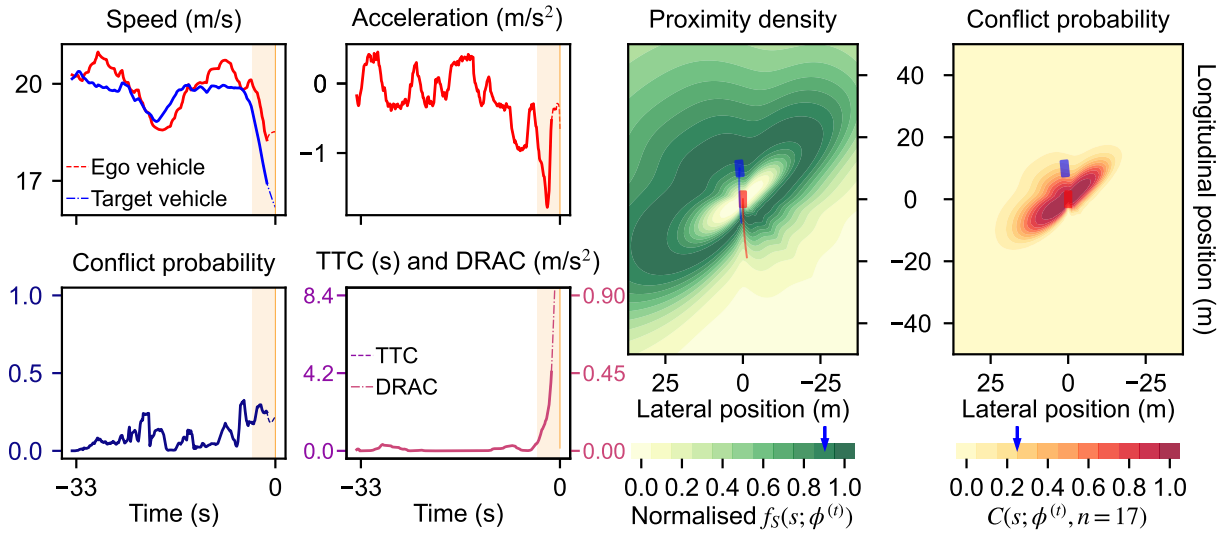 Speed (m/s)
20
17
Ego vehicle
Target vehicle
−33
0
Acceleration (m/s²)
0
−1
−33
0
Conflict probability
1.0
0.5
0.0
−33
0
Time (s)
TTC (s) and DRAC (m/s²)
8.4
4.2
0.0
0.90
0.45
0.00
TTC
DRAC
−33
0
Time (s)
Proximity density
25
0
−25
Lateral position (m)
0.0 0.2 0.4 0.6 0.8 1.0
Normalised f_S(s; ϕ^(t))
Conflict probability
40
20
0
−20
−40
Longitudinal position (m)
25
0
−25
Lateral position (m)
0.0 0.2 0.4 0.6 0.8 1.0
C(s; ϕ^(t), n = 17)